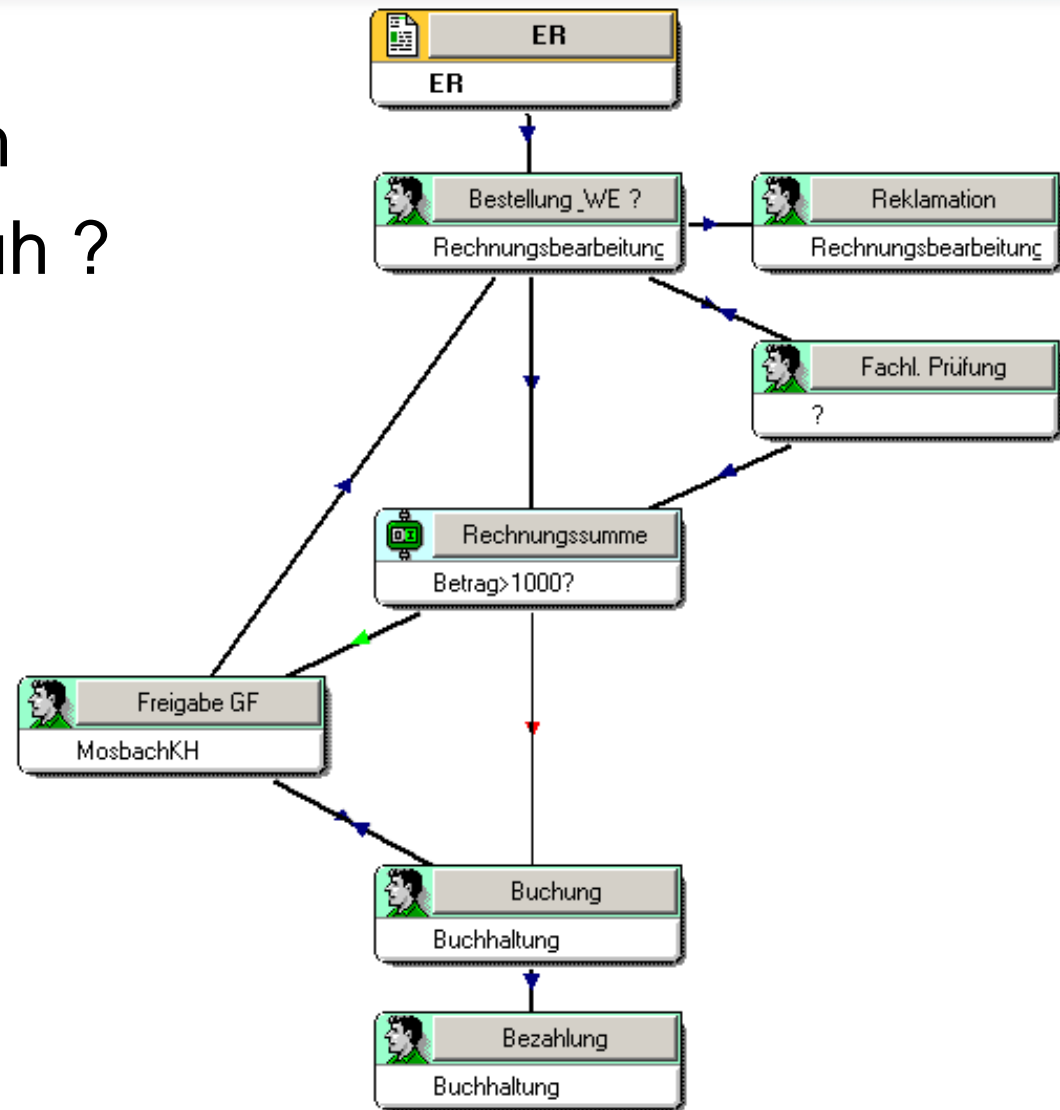 ER
ER
Bestellung_WE ?
Rechnungsbearbeitung
Reklamation
Rechnungsbearbeitung
Fachl. Prüfung
?
Rechnungssumme
Betrag>1000?
Freigabe GF
MosbachKH
Buchung
Buchhaltung
Bezahlung
Buchhaltung